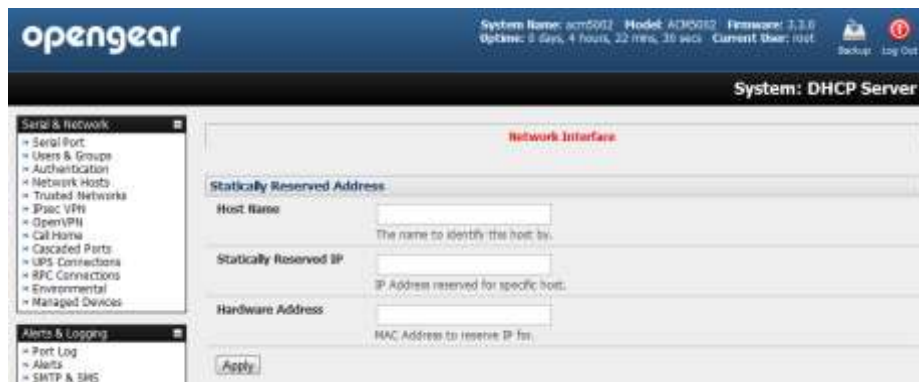 opengear
System Name: acm5002 Model: ACM5002 Firmware: 3.3.0
Uptime: 0 days, 4 hours, 22 mins, 30 secs Current User: root
Backup Log Out
System: DHCP Server
Serial & Network
Serial Port
Users & Groups
Authentication
Network Hosts
Trusted Networks
IPsec VPN
OpenVPN
Call Home
Cascaded Ports
UPS Connections
RPC Connections
Environmental
Managed Devices
Alerts & Logging
Port Log
Alerts
SMTP & SMS
Network Interface
Statically Reserved Address
Host Name
The name to identify this host by.
Statically Reserved IP
IP Address reserved for specific host.
Hardware Address
MAC Address to reserve IP for.
Apply